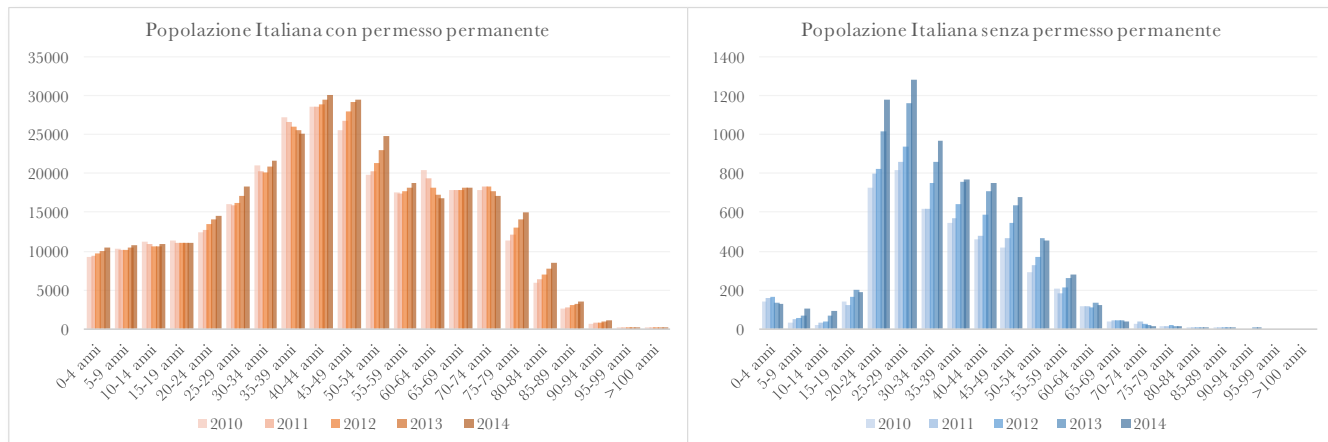 Popolazione Italiana con permesso permanente
35000
30000
25000
20000
15000
10000
5000
0
0-4 anni
5-9 anni
10-14 anni
15-19 anni
20-24 anni
25-29 anni
30-34 anni
35-39 anni
40-44 anni
45-49 anni
50-54 anni
55-59 anni
60-64 anni
65-69 anni
70-74 anni
75-79 anni
80-84 anni
85-89 anni
90-94 anni
95-99 anni
>100 anni
2010 2011 2012 2013 2014
Popolazione Italiana senza permesso permanente
1400
1200
1000
800
600
400
200
0
0-4 anni
5-9 anni
10-14 anni
15-19 anni
20-24 anni
25-29 anni
30-34 anni
35-39 anni
40-44 anni
45-49 anni
50-54 anni
55-59 anni
60-64 anni
65-69 anni
70-74 anni
75-79 anni
80-84 anni
85-89 anni
90-94 anni
95-99 anni
>100 anni
2010 2011 2012 2013 2014